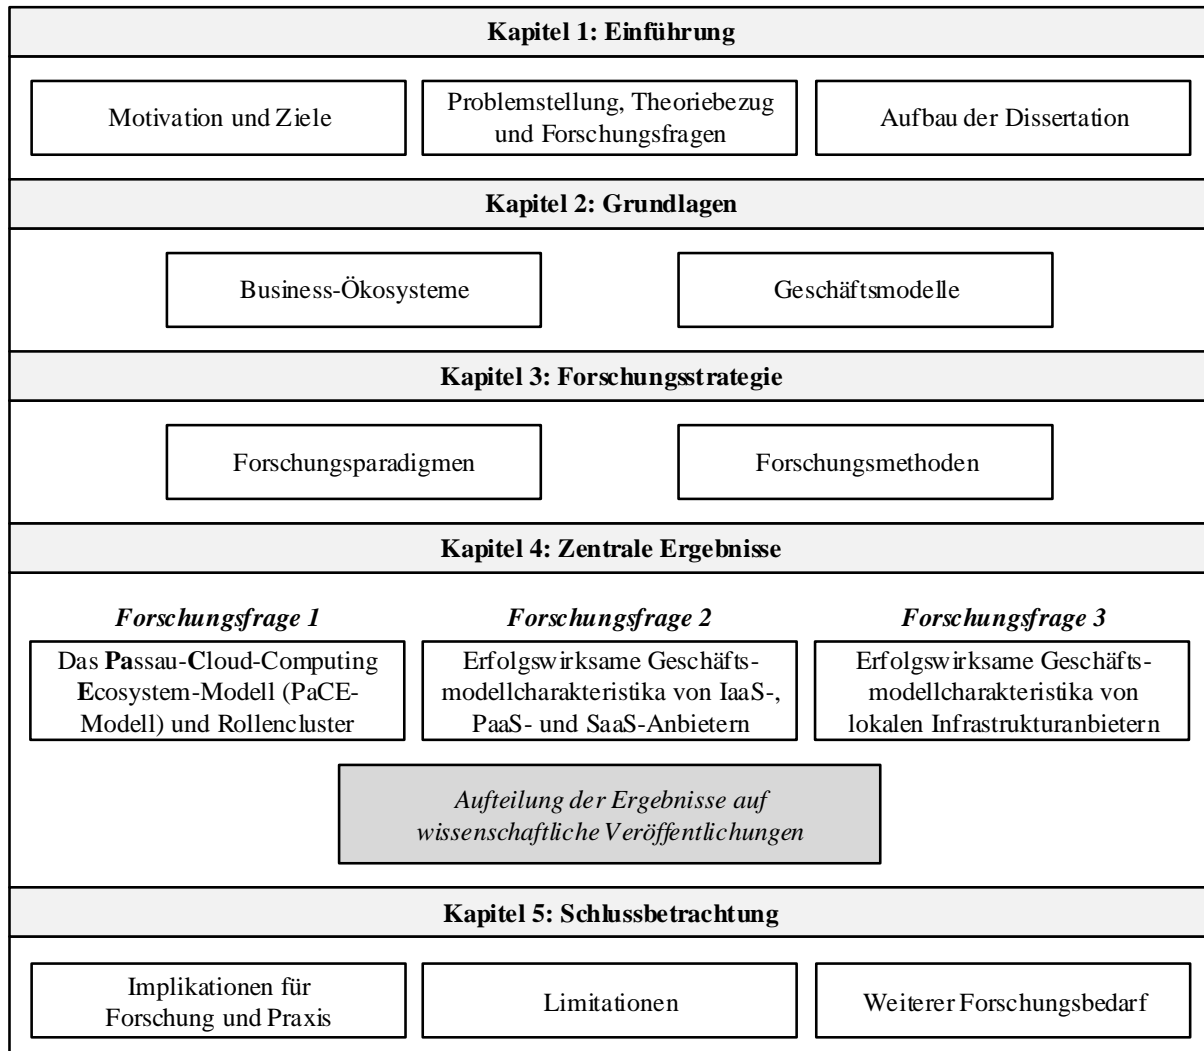 Kapitel 1: Einführung
Motivation und Ziele
Problemstellung, Theoriebezug
und Forschungsfragen
Aufbau der Dissertation
Kapitel 2: Grundlagen
Business-Ökosysteme
Geschäftsmodelle
Kapitel 3: Forschungsstrategie
Forschungsparadigmen
Forschungsmethoden
Kapitel 4: Zentrale Ergebnisse
Forschungsfrage 1
Das Passau-Cloud-Computing
Ecosystem-Modell (PaCE-
Modell) und Rollencluster
Forschungsfrage 2
Erfolgswirksame Geschäfts-
modellcharakteristika von IaaS-,
PaaS- und SaaS-Anbietern
Forschungsfrage 3
Erfolgswirksame Geschäfts-
modellcharakteristika von
lokalen Infrastrukturanbietern
Aufteilung der Ergebnisse auf
wissenschaftliche Veröffentlichungen
Kapitel 5: Schlussbetrachtung
Implikationen für
Forschung und Praxis
Limitationen
Weiterer Forschungsbedarf